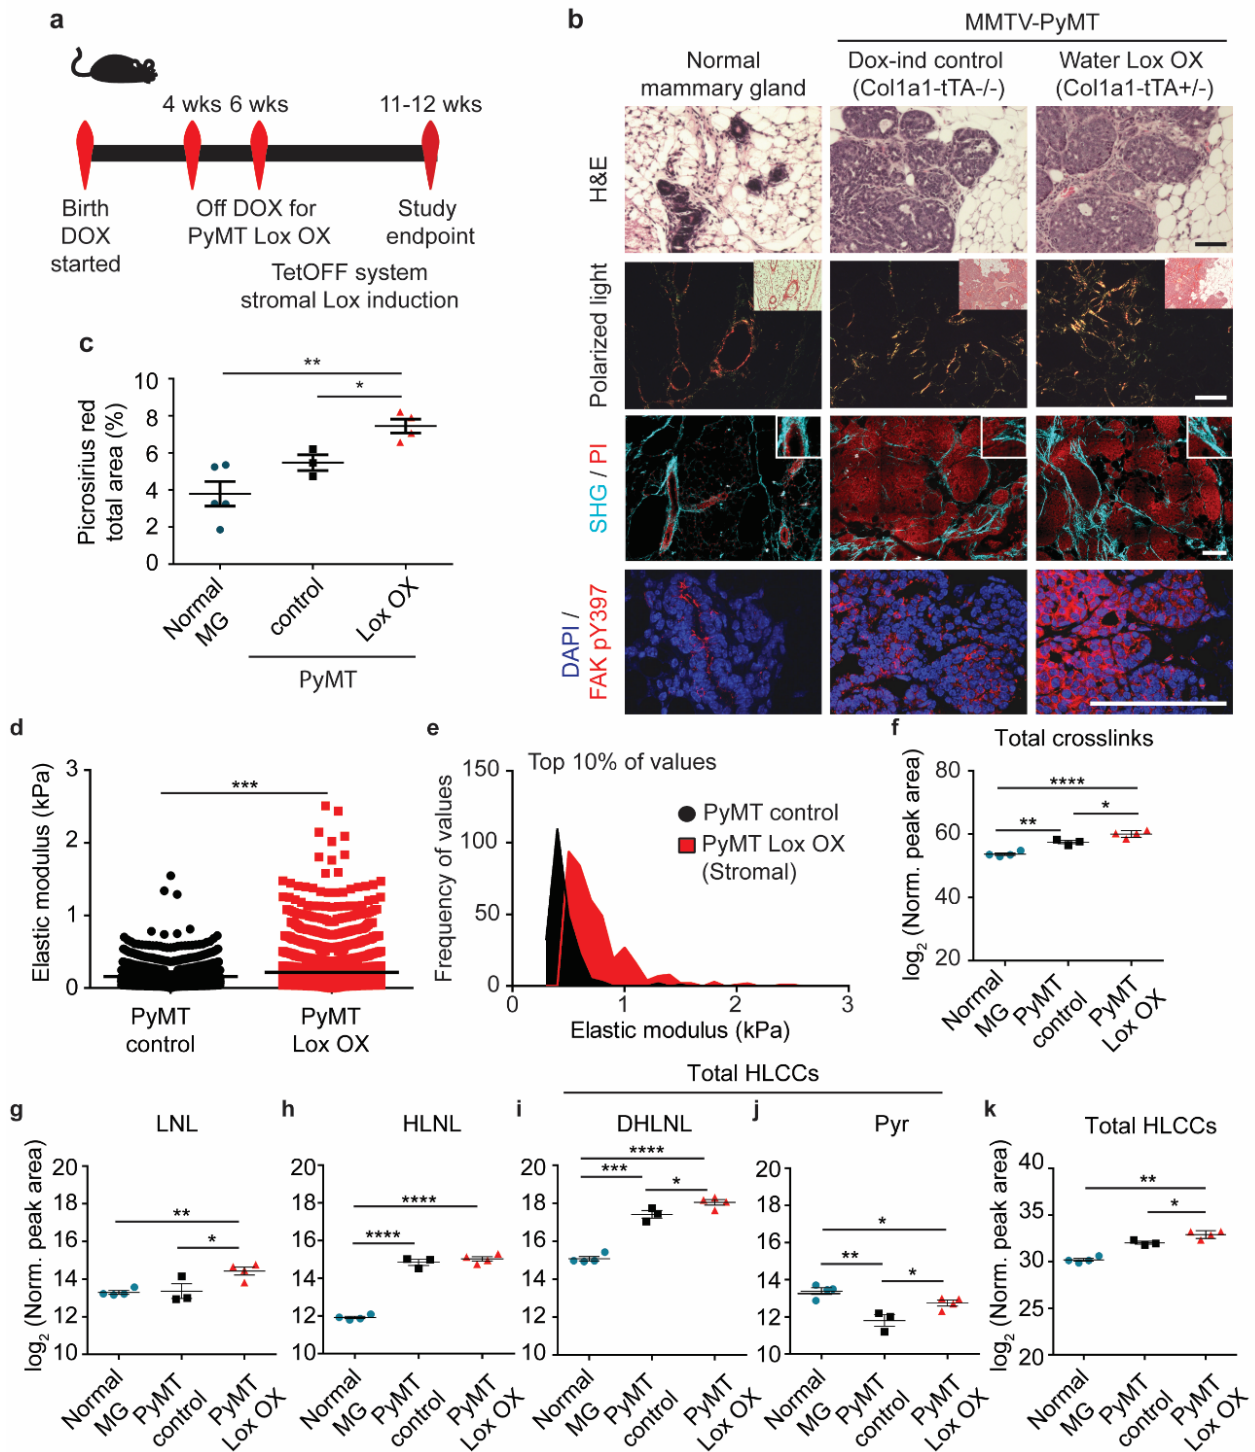 a
4 wks 6 wks 11-12 wks
Birth
DOX
started
Off DOX for
PyMT Lox OX
Study
endpoint
TetOFF system
stromal Lox induction
b
MMTV-PyMT
Normal
mammary gland
Dox-ind control
(Col1a1-tTA-/-)
Water Lox OX
(Col1a1-tTA+/-)
H&E
Polarized light
SHG / PI
DAPI /
FAK pY397
c
Picrosirius red
total area (%)
10
8
6
4
2
0
**
*
Normal
MG
control
Lox OX
PyMT
d
Elastic modulus (kPa)
3
2
1
0
***
PyMT
control
PyMT
Lox OX
e
Top 10% of values
Frequency of values
150
100
50
0
PyMT control
PyMT Lox OX
(Stromal)
0 1 2 3
Elastic modulus (kPa)
f
Total crosslinks
log2 (Norm. peak area)
80
60
40
20
****
**
*
Normal
MG
PyMT
control
PyMT
Lox OX
g
LNL
log2 (Norm. peak area)
20
18
16
14
12
10
**
*
Normal
MG
PyMT
control
PyMT
Lox OX
h
HLNL
20
18
16
14
12
10
****
****
Normal
MG
PyMT
control
PyMT
Lox OX
Total HLCCs
i
DHLNL
20
18
16
14
12
10
****
***
*
Normal
MG
PyMT
control
PyMT
Lox OX
j
Pyr
20
18
16
14
12
10
*
**
*
Normal
MG
PyMT
control
PyMT
Lox OX
k
Total HLCCs
log2 (Norm. peak area)
40
35
30
25
20
**
*
Normal
MG
PyMT
control
PyMT
Lox OX